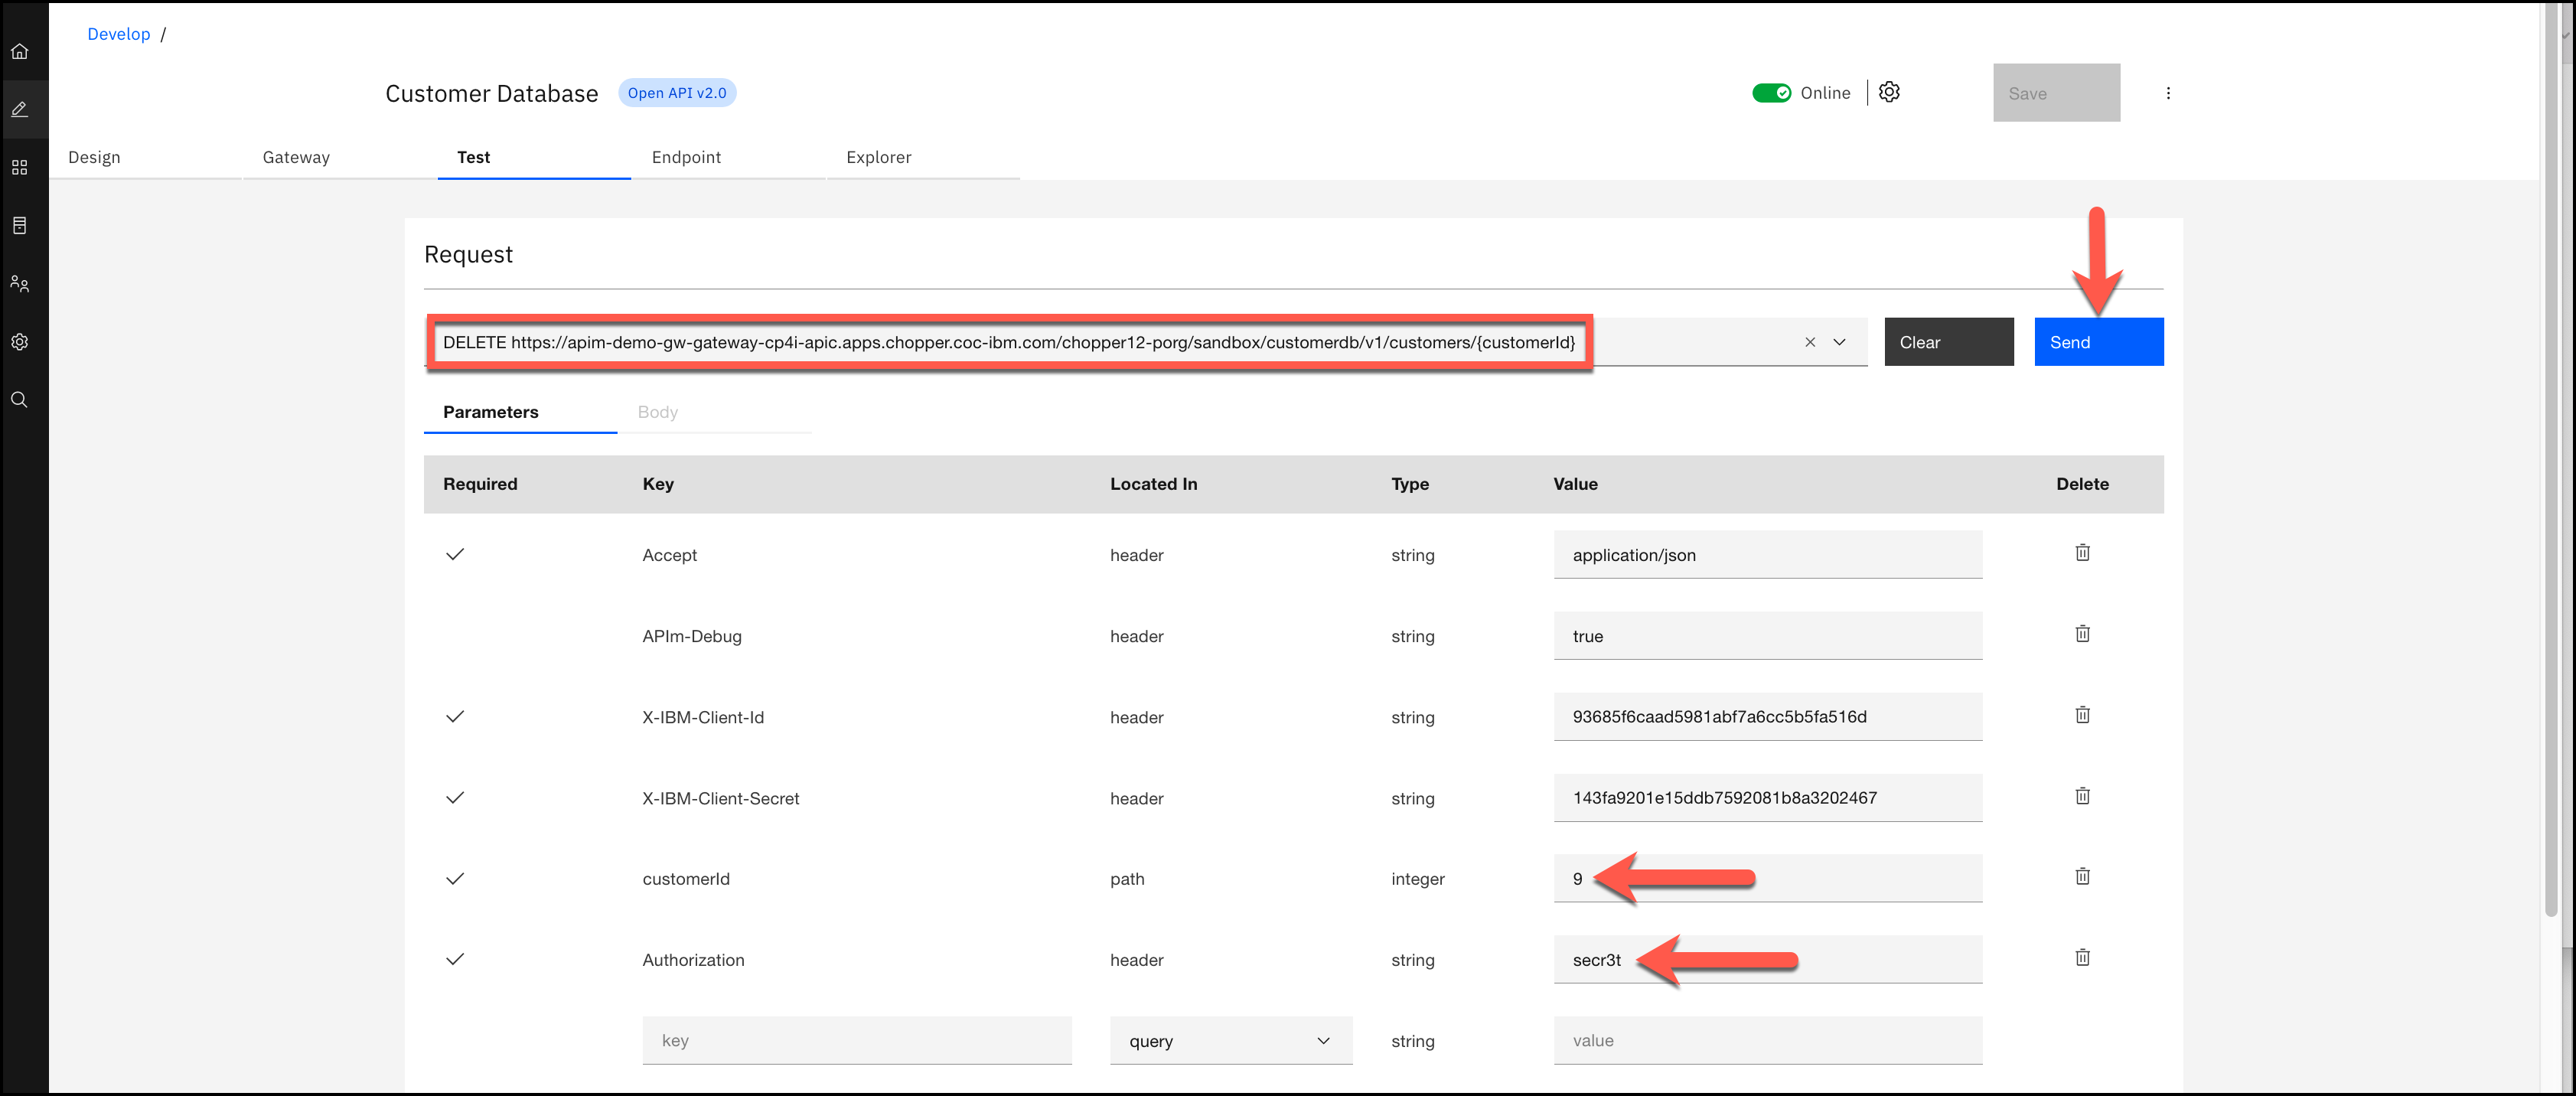 Develop /
Customer Database Open API v2.0 Online Save
Design Gateway Test Endpoint Explorer
Request
DELETE https://apim-demo-gw-gateway-cp4i-apic.apps.chopper.coc-ibm.com/chopper12-porg/sandbox/customerdb/v1/customers/{customerId} Clear Send
Parameters Body
Required Key Located In Type Value Delete
Accept header string application/json
APIm-Debug header string true
X-IBM-Client-Id header string 93685f6caad5981abf7a6cc5b5fa516d
X-IBM-Client-Secret header string 143fa9201e15ddb7592081b8a3202467
customerId path integer 9
Authorization header string secr3t
key query string value